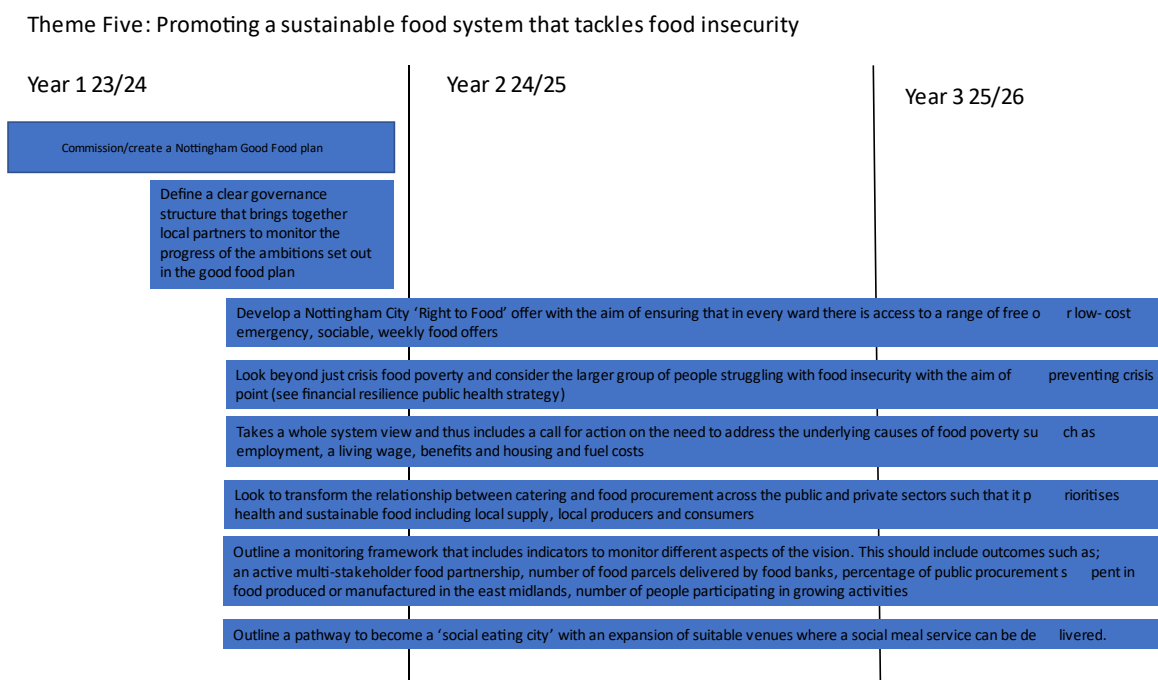 Theme Five: Promoting a sustainable food system that tackles food insecurity
Year 1 23/24
Year 2 24/25
Year 3 25/26
Commission/create a Nottingham Good Food plan
Define a clear governance
structure that brings together
local partners to monitor the
progress of the ambitions set out
in the good food plan
Develop a Nottingham City ‘Right to Food’ offer with the aim of ensuring that in every ward there is access to a range of free o r low- cost
emergency, sociable, weekly food offers
Look beyond just crisis food poverty and consider the larger group of people struggling with food insecurity with the aim of preventing crisis
point (see financial resilience public health strategy)
Takes a whole system view and thus includes a call for action on the need to address the underlying causes of food poverty su ch as
employment, a living wage, benefits and housing and fuel costs
Look to transform the relationship between catering and food procurement across the public and private sectors such that it p rioritises
health and sustainable food including local supply, local producers and consumers
Outline a monitoring framework that includes indicators to monitor different aspects of the vision. This should include outcomes such as;
an active multi-stakeholder food partnership, number of food parcels delivered by food banks, percentage of public procurement s pent in
food produced or manufactured in the east midlands, number of people participating in growing activities
Outline a pathway to become a ‘social eating city’ with an expansion of suitable venues where a social meal service can be de livered.